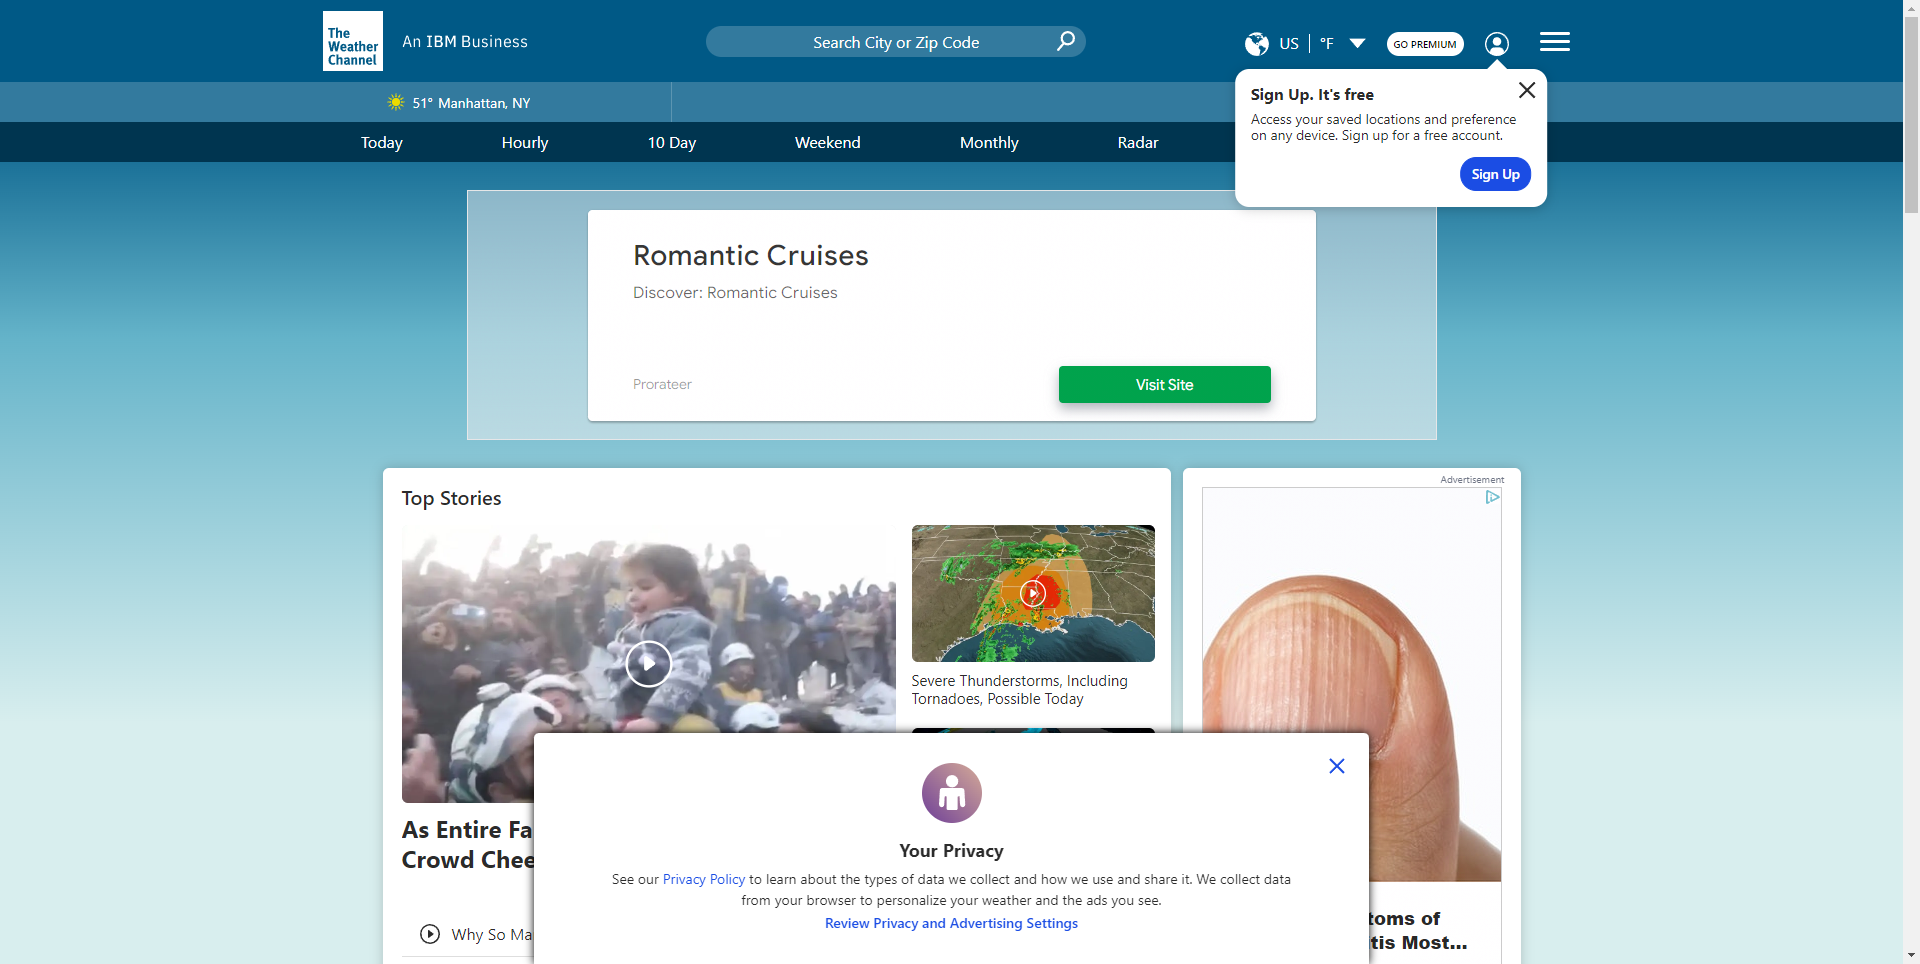 The
Weather
Channel
An IBM Business
Search City or Zip Code
US
°F
GO PREMIUM
51° Manhattan, NY
Sign Up. It's free
Access your saved locations and preference
on any device. Sign up for a free account.
Sign Up
Today
Hourly
10 Day
Weekend
Monthly
Radar
Romantic Cruises
Discover: Romantic Cruises
Prorateer
Visit Site
Top Stories
Severe Thunderstorms, Including
Tornadoes, Possible Today
As Entire Fa
Crowd Chee
Why So Ma
Advertisement
toms of
tis Most...
Your Privacy
See our Privacy Policy to learn about the types of data we collect and how we use and share it. We collect data
from your browser to personalize your weather and the ads you see.
Review Privacy and Advertising Settings